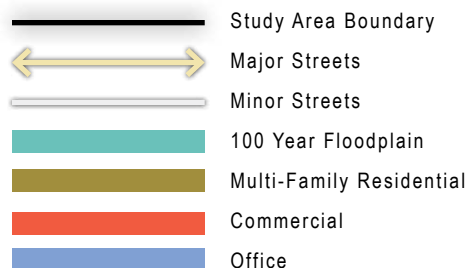 Study Area Boundary
Major Streets
Minor Streets
100 Year Floodplain
Multi-Family Residential
Commercial
Office